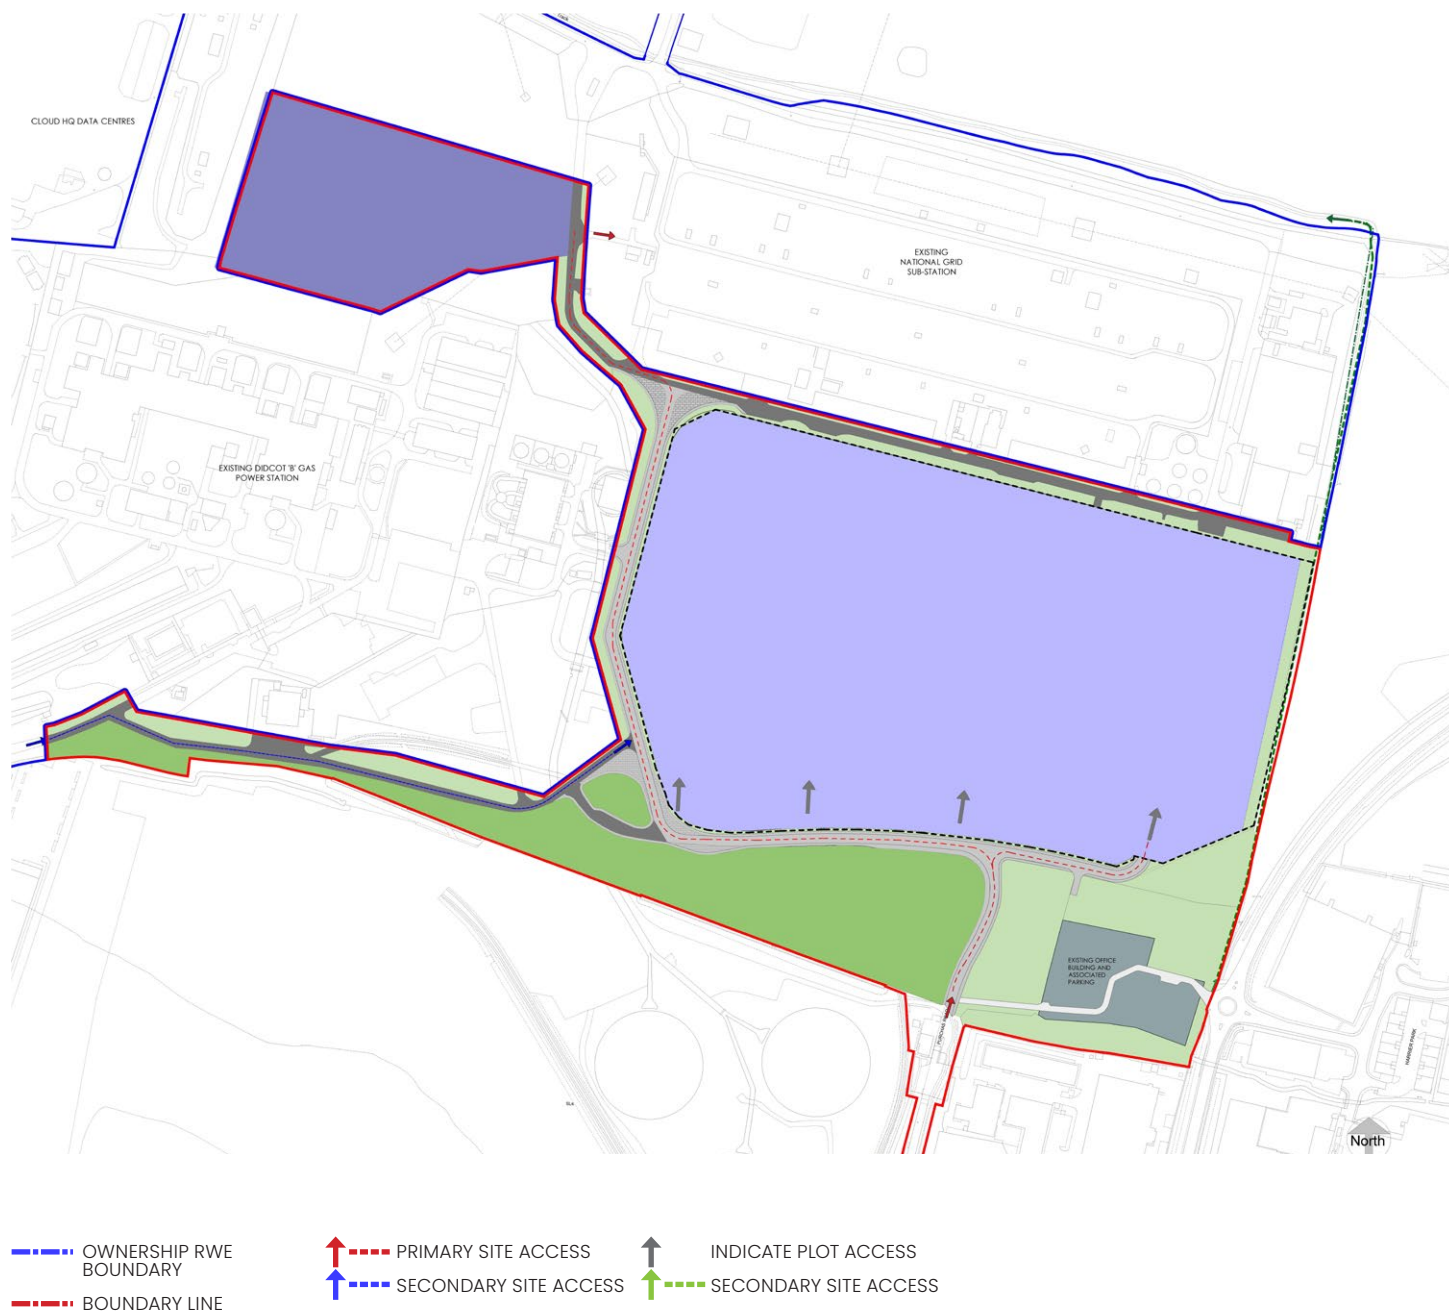 CLOUD HQ DATA CENTRES
EXISTING
NATIONAL GRID
SUB-STATION
EXISTING DIDCOT 'B' GAS
POWER STATION
EXISTING OFFICE
BUILDING AND
ASSOCIATED
PARKING
HARRIER PARK
North
OWNERSHIP RWE
BOUNDARY
BOUNDARY LINE
PRIMARY SITE ACCESS
SECONDARY SITE ACCESS
INDICATE PLOT ACCESS
SECONDARY SITE ACCESS